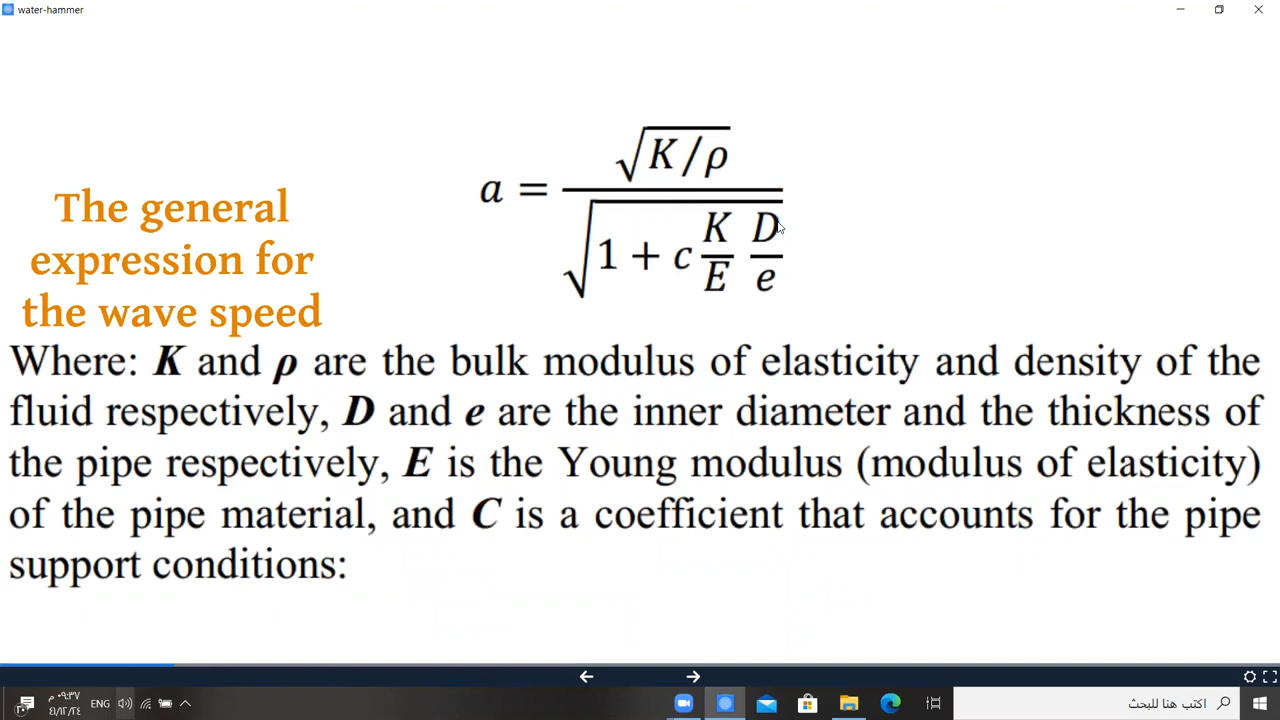 water-hammer
The general
expression for
the wave speed
a = √(K/ρ) / √(1 + c (K/E) (D/e))
Where: K and ρ are the bulk modulus of elasticity and density of the
fluid respectively, D and e are the inner diameter and the thickness of
the pipe respectively, E is the Young modulus (modulus of elasticity)
of the pipe material, and C is a coefficient that accounts for the pipe
support conditions:
٠٩:٣٧ م
ENG
اكتب هنا للبحث